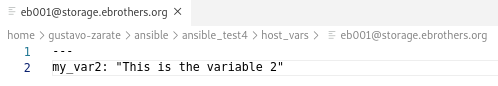 eb001@storage.ebrothers.org ×
home > gustavo-zarate > ansible > ansible_test4 > host_vars > eb001@storage.ebrothers.org
1 ---
2 my_var2: "This is the variable 2"